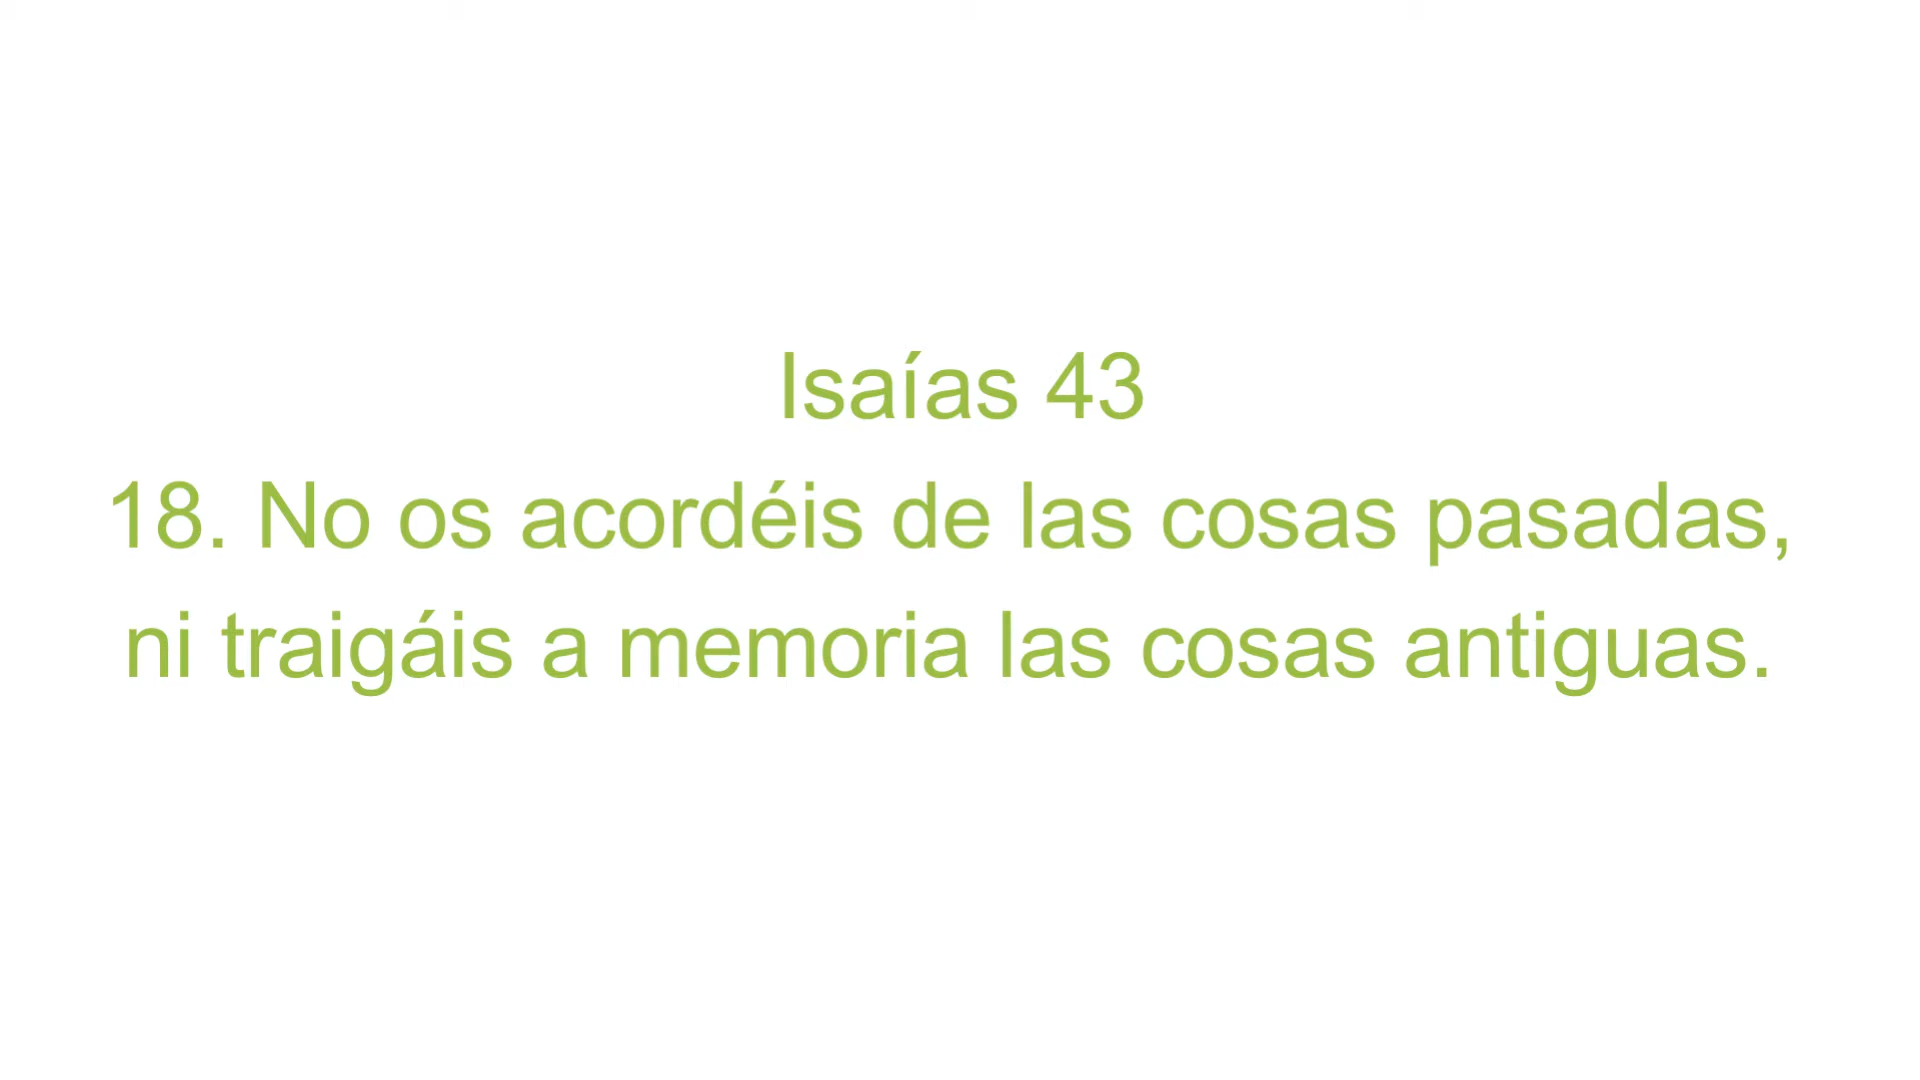 Isaías 43
18. No os acordéis de las cosas pasadas,
ni traigáis a memoria las cosas antiguas.